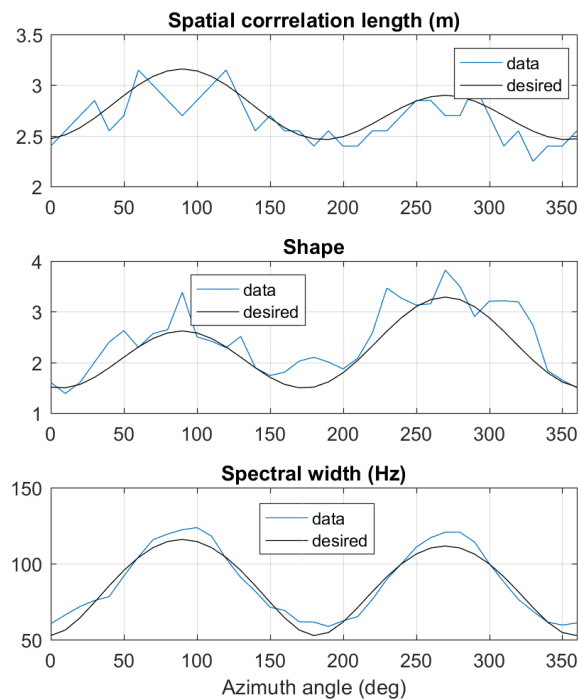 Spatial corrrelation length (m)
3.5
3
2.5
2
data
desired
0 50 100 150 200 250 300 350
Shape
4
3
2
1
data
desired
0 50 100 150 200 250 300 350
Spectral width (Hz)
150
100
50
data
desired
0 50 100 150 200 250 300 350
Azimuth angle (deg)